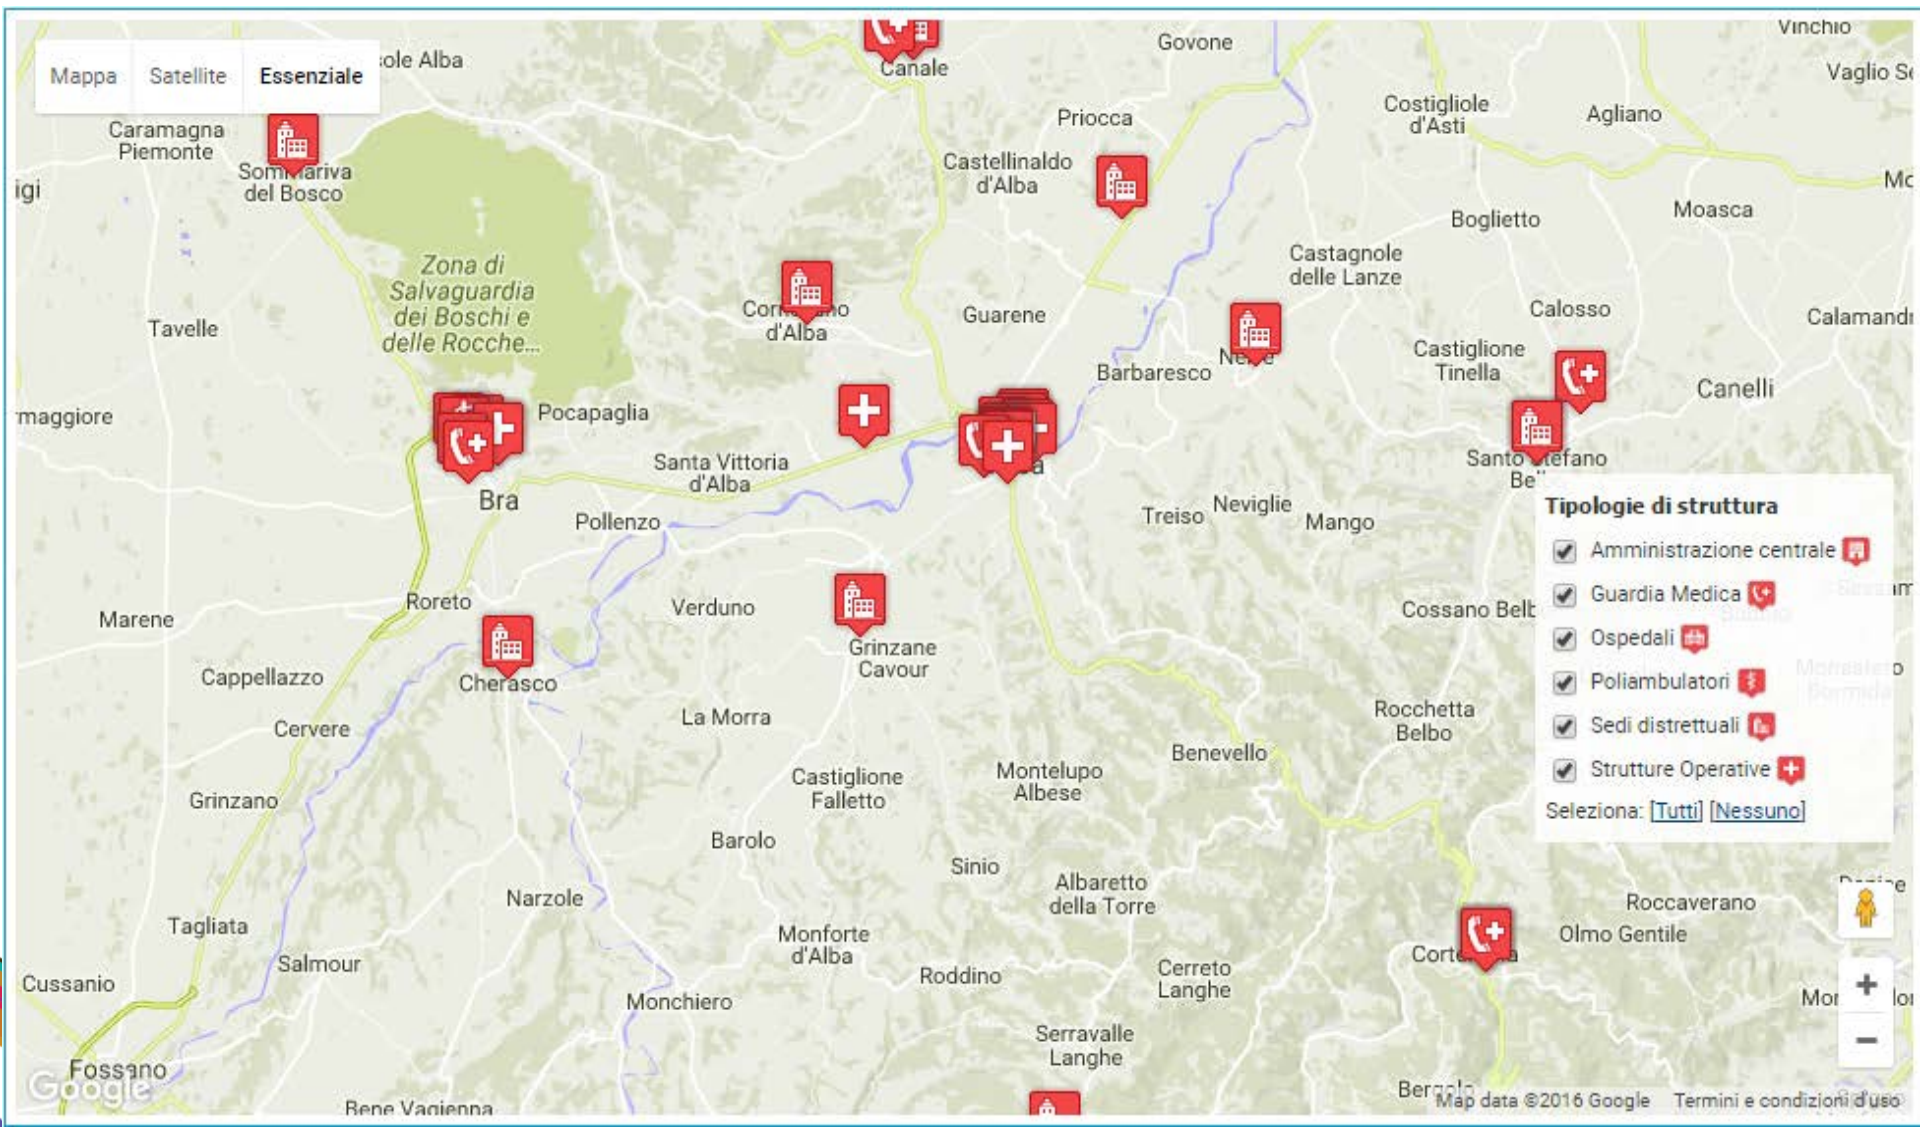 Mappa
Satellite
Essenziale
Vinchio
Govone
Canale
Costigliole
d'Asti
Agliano
Priocca
Caramagna
Piemonte
Castellinaldo
d'Alba
del Bosco
Moasca
Boglietto
Castagnole
delle Lanze
Zona di
Salvaguardia
dei Boschi e
delle Rocche...
Tavelle
d'Alba
Guarene
Calosso
Castiglione
Tinella
Barbaresco
Canelli
Pocapaglia
Santa Vittoria
d'Alba
Bra
Pollenzo
Treiso
Neviglie
Mango
Tipologie di struttura
Amministrazione centrale
Guardia Medica
Ospedali
Poliambulatori
Sedi distrettuali
Strutture Operative
Seleziona: [Tutti] [Nessuno]
Marene
Roreto
Verduno
Cossano Belb
Grinzane
Cavour
Cappellazzo
Cherasco
Cervere
La Morra
Rocchetta
Belbo
Benevello
Castiglione
Falletto
Montelupo
Albese
Grinzano
Barolo
Sinio
Albaretto
della Torre
Narzole
Roccaverano
Olmo Gentile
Tagliata
Monforte
d'Alba
Salmour
Cussanio
Roddino
Cerreto
Langhe
Monchiero
Serravalle
Langhe
Fossano
Google
Bene Vagienna
Map data ©2016 Google
Termini e condizioni d'uso